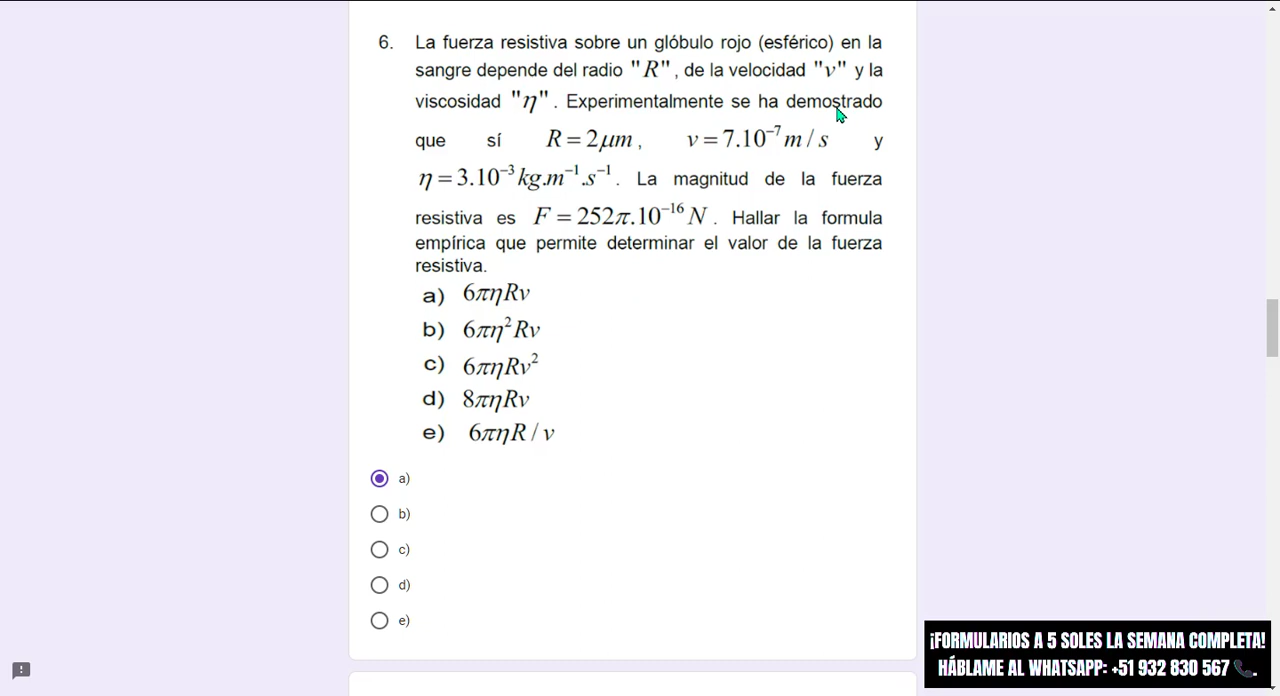 6. La fuerza resistiva sobre un glóbulo rojo (esférico) en la
sangre depende del radio "R", de la velocidad "v" y la
viscosidad "η". Experimentalmente se ha demostrado
que sí R = 2μm, v = 7.10⁻⁷ m / s y
η = 3.10⁻³ kg.m⁻¹.s⁻¹. La magnitud de la fuerza
resistiva es F = 252π.10⁻¹⁶ N. Hallar la formula
empírica que permite determinar el valor de la fuerza
resistiva.
a) 6πηRv
b) 6πη²Rv
c) 6πηRv²
d) 8πηRv
e) 6πηR / v
a)
b)
c)
d)
e)
¡FORMULARIOS A 5 SOLES LA SEMANA COMPLETA!
HÁBLAME AL WHATSAPP: +51 932 830 567 📞.